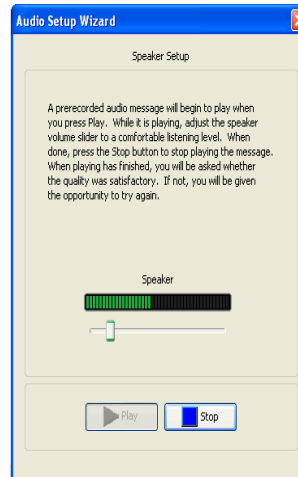 Audio Setup Wizard
Speaker Setup
A prerecorded audio message will begin to play when
you press Play. While it is playing, adjust the speaker
volume slider to a comfortable listening level. When
done, press the Stop button to stop playing the message.
When playing has finished, you will be asked whether
the quality was satisfactory. If not, you will be given
the opportunity to try again.
Speaker
Play
Stop